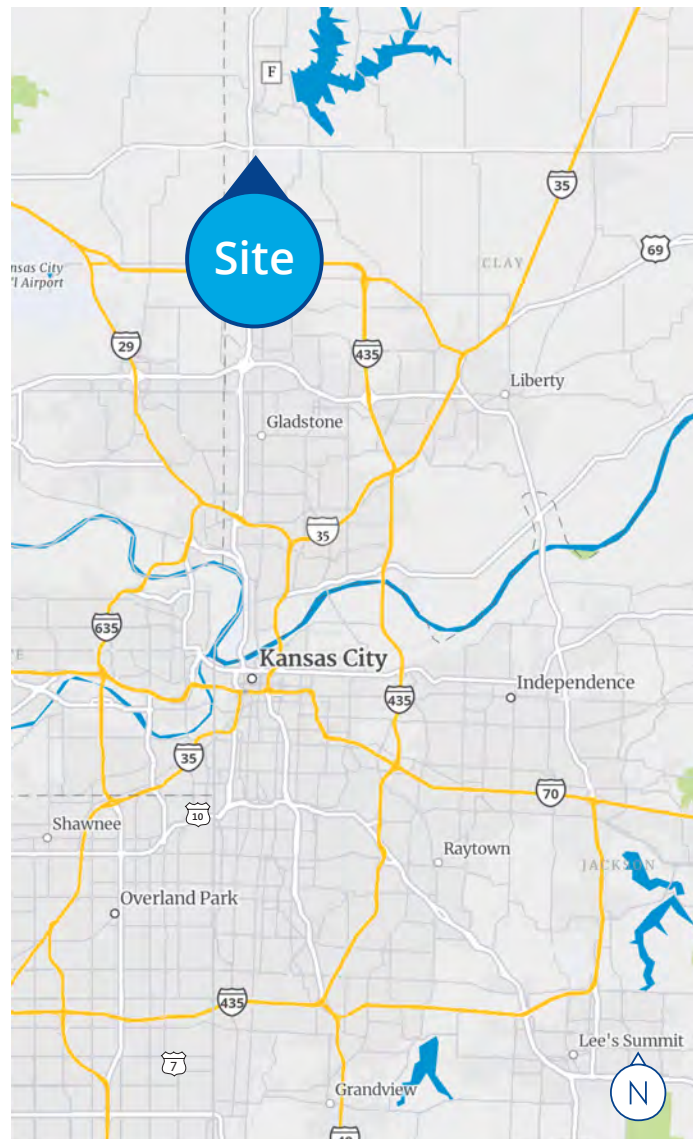 F
Site
35
69
CLAY
nsas City
'l Airport
29
435
Liberty
Gladstone
35
635
Kansas City
Independence
435
35
70
10
Shawnee
Raytown
JACKSON
Overland Park
435
7
Lee's Summit
Grandview
N